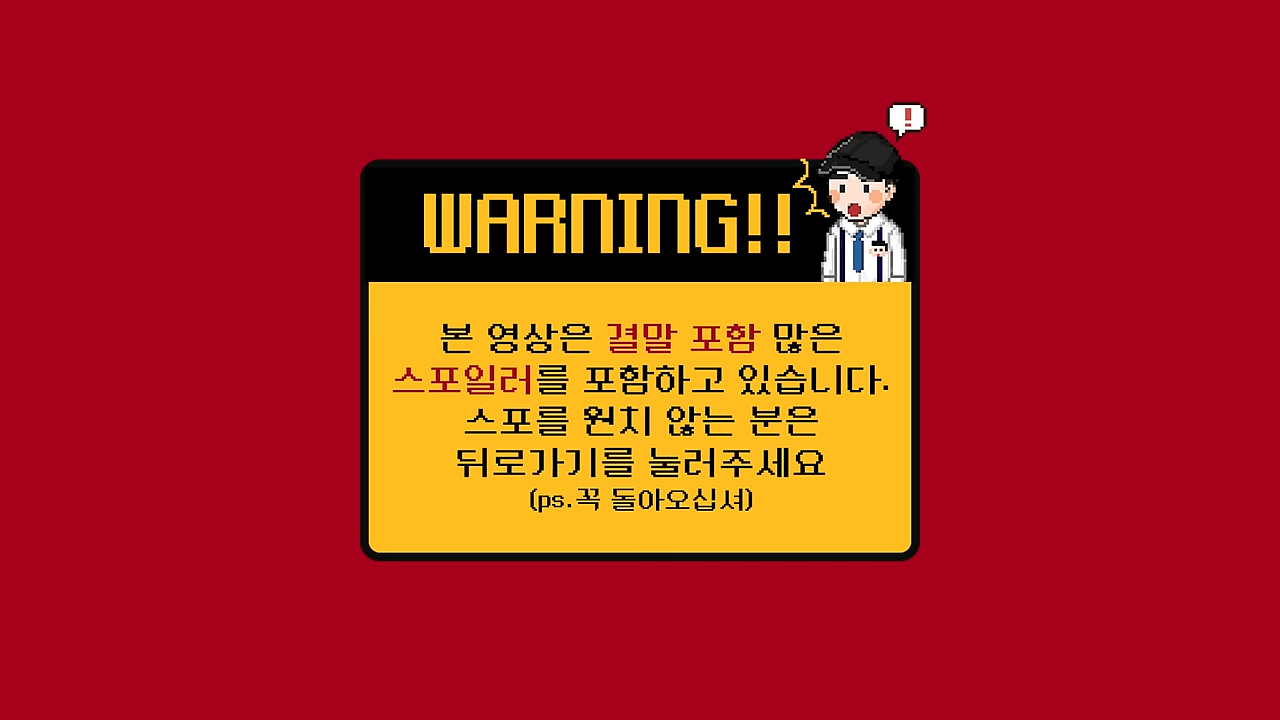 !
WARNING!!
본 영상은 결말 포함 많은
스포일러를 포함하고 있습니다.
스포를 원치 않는 분은
뒤로가기를 눌러주세요
(ps.꼭 돌아오십셔)